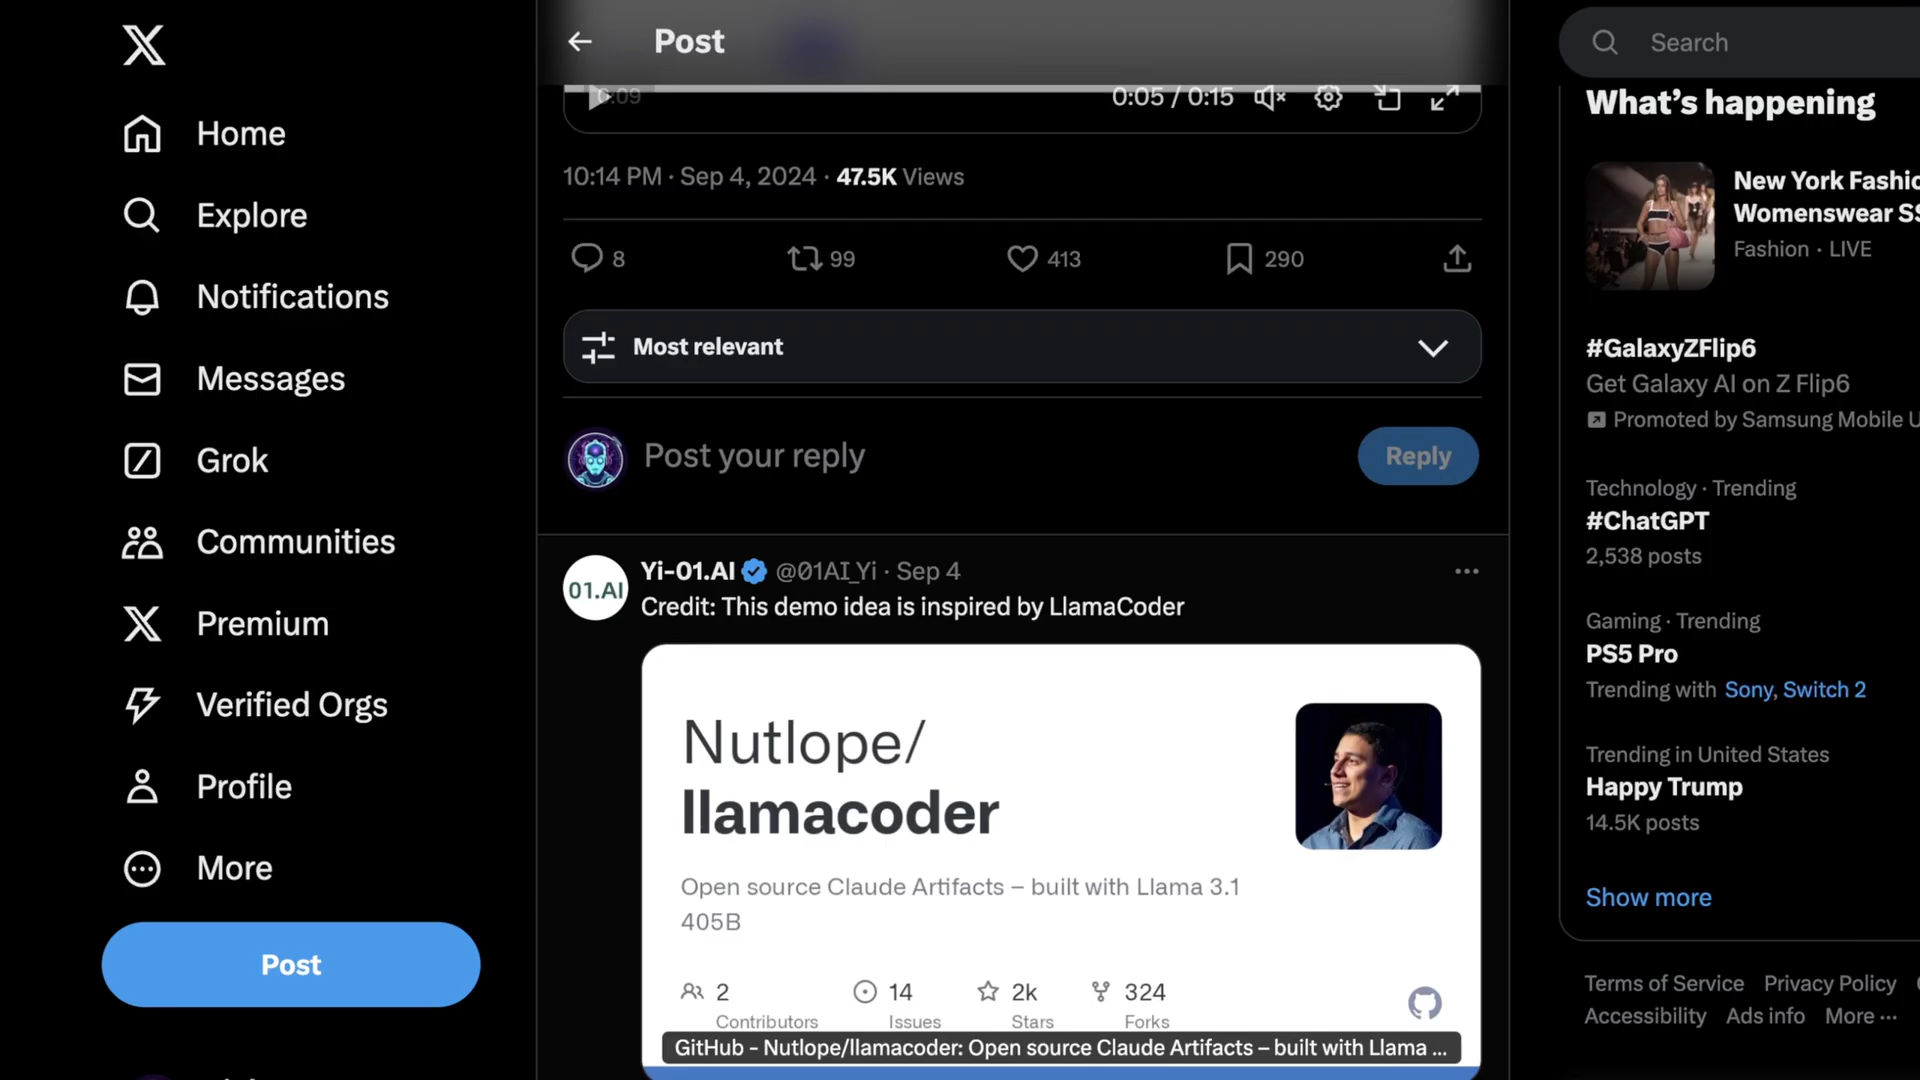 Home
Explore
Notifications
Messages
Grok
Communities
Premium
Verified Orgs
Profile
More
Post
Post
0:09
0:05 / 0:15
10:14 PM · Sep 4, 2024 · 47.5K Views
8
99
413
290
Most relevant
Post your reply
Reply
01.AI
Yi-01.AI @01AI_Yi · Sep 4
Credit: This demo idea is inspired by LlamaCoder
Nutlope/
llamacoder
Open source Claude Artifacts – built with Llama 3.1
405B
2
Contributors
14
Issues
2k
Stars
324
Forks
GitHub - Nutlope/llamacoder: Open source Claude Artifacts – built with Llama ...
Search
What's happening
New York Fashio
Womenswear SS
Fashion · LIVE
#GalaxyZFlip6
Get Galaxy AI on Z Flip6
Promoted by Samsung Mobile U
Technology · Trending
#ChatGPT
2,538 posts
Gaming · Trending
PS5 Pro
Trending with Sony, Switch 2
Trending in United States
Happy Trump
14.5K posts
Show more
Terms of Service Privacy Policy
Accessibility Ads info More ...